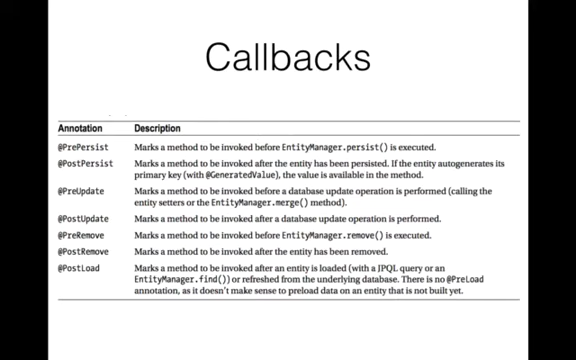 Callbacks
Annotation Description
@PrePersist Marks a method to be invoked before EntityManager.persist() is executed.
@PostPersist Marks a method to be invoked after the entity has been persisted. If the entity autogenerates its
primary key (with @GeneratedValue), the value is available in the method.
@PreUpdate Marks a method to be invoked before a database update operation is performed (calling the
entity setters or the EntityManager.merge() method).
@PostUpdate Marks a method to be invoked after a database update operation is performed.
@PreRemove Marks a method to be invoked before EntityManager.remove() is executed.
@PostRemove Marks a method to be invoked after the entity has been removed.
@PostLoad Marks a method to be invoked after an entity is loaded (with a JPQL query or an
EntityManager.find()) or refreshed from the underlying database. There is no @PreLoad
annotation, as it doesn't make sense to preload data on an entity that is not built yet.